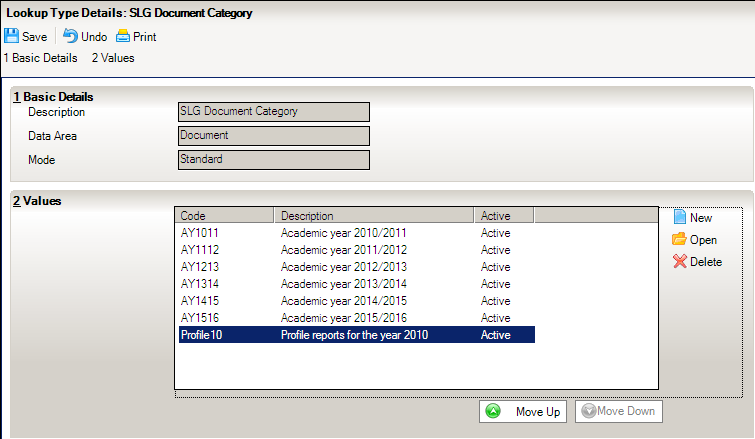 Lookup Type Details: SLG Document Category
Save Undo Print
1 Basic Details 2 Values
1 Basic Details
Description SLG Document Category
Data Area Document
Mode Standard
2 Values
Code Description Active
AY1011 Academic year 2010/2011 Active
AY1112 Academic year 2011/2012 Active
AY1213 Academic year 2012/2013 Active
AY1314 Academic year 2013/2014 Active
AY1415 Academic year 2014/2015 Active
AY1516 Academic year 2015/2016 Active
Profile10 Profile reports for the year 2010 Active
New
Open
Delete
Move Up Move Down